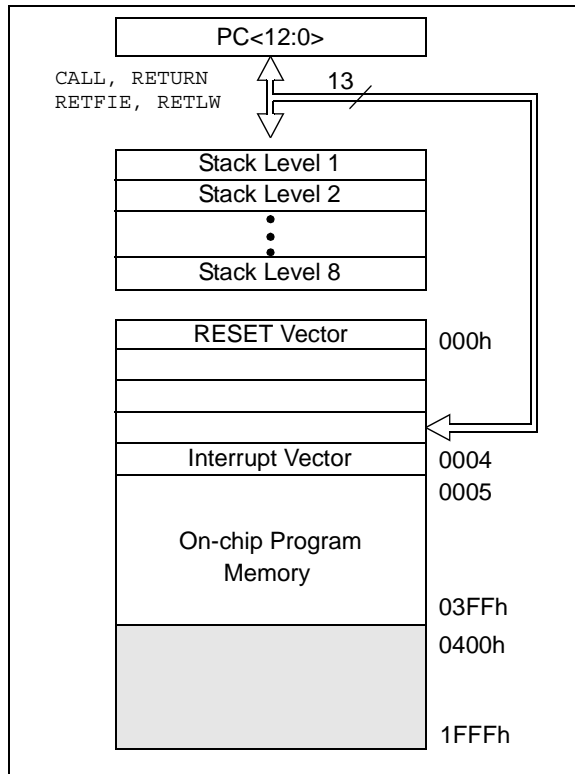 PC<12:0>
CALL, RETURN
RETFIE, RETLW
13
Stack Level 1
Stack Level 2
Stack Level 8
RESET Vector
000h
Interrupt Vector
0004
0005
On-chip Program
Memory
03FFh
0400h
1FFFh